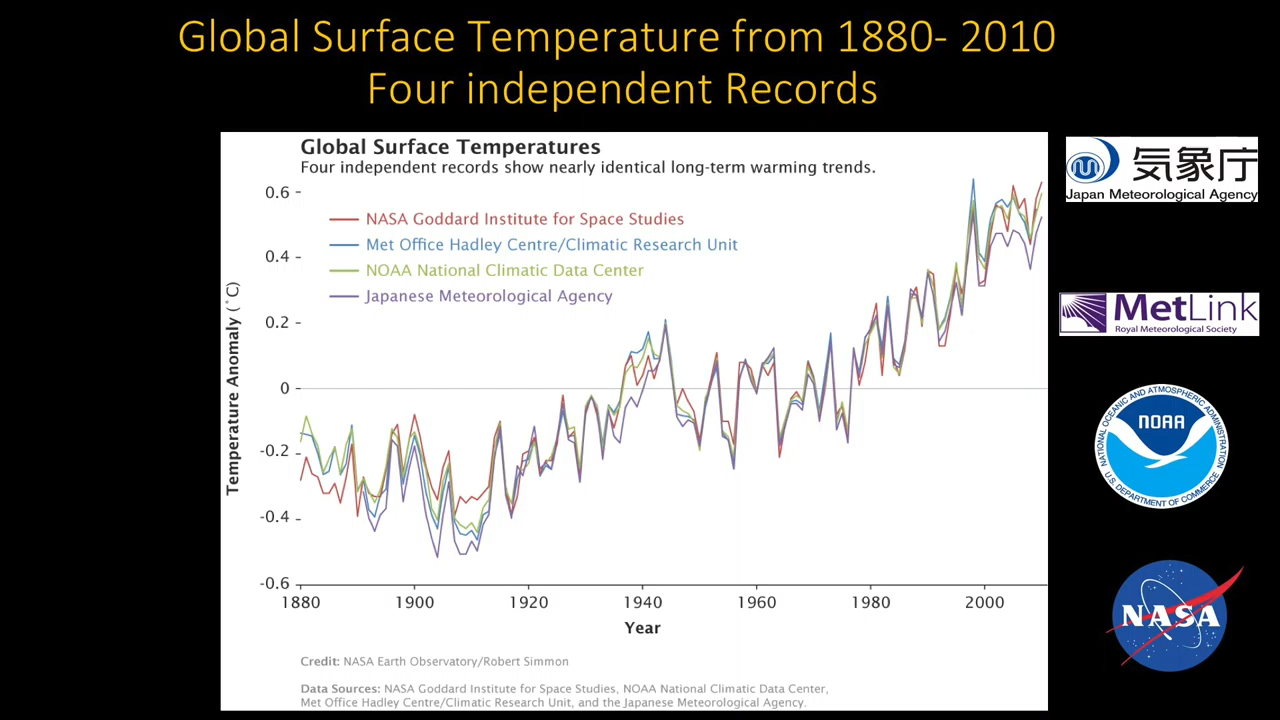 Global Surface Temperature from 1880- 2010
Four independent Records
Global Surface Temperatures
Four independent records show nearly identical long-term warming trends.
0.6
0.4
0.2
0
-0.2
-0.4
-0.6
Temperature Anomaly (˚C)
NASA Goddard Institute for Space Studies
Met Office Hadley Centre/Climatic Research Unit
NOAA National Climatic Data Center
Japanese Meteorological Agency
1880 1900 1920 1940 1960 1980 2000
Year
Credit: NASA Earth Observatory/Robert Simmon
Data Sources: NASA Goddard Institute for Space Studies, NOAA National Climatic Data Center,
Met Office Hadley Centre/Climatic Research Unit, and the Japanese Meteorological Agency.
気象庁
Japan Meteorological Agency
MetLink
Royal Meteorological Society
NATIONAL OCEANIC AND ATMOSPHERIC ADMINISTRATION
NOAA
U.S. DEPARTMENT OF COMMERCE
NASA